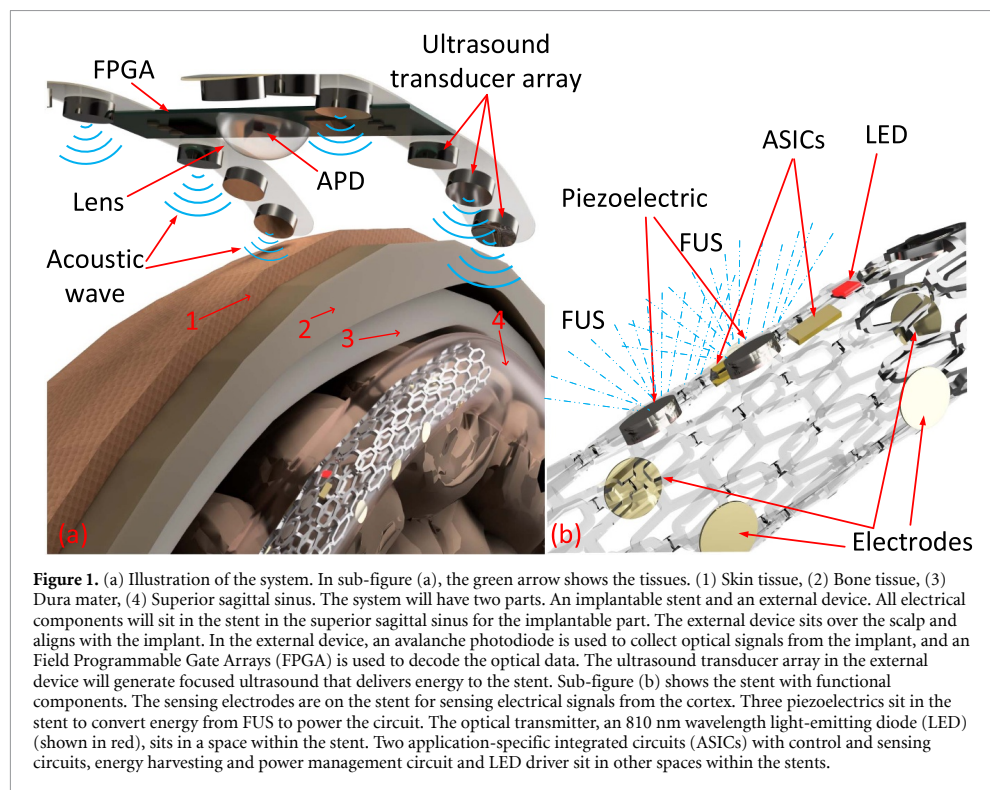 Ultrasound
transducer array
FPGA
APD
Lens
Acoustic
wave
1
2
3
4
(a)
ASICs
LED
Piezoelectric
FUS
FUS
Electrodes
(b)
Figure 1. (a) Illustration of the system. In sub-figure (a), the green arrow shows the tissues. (1) Skin tissue, (2) Bone tissue, (3)
Dura mater, (4) Superior sagittal sinus. The system will have two parts. An implantable stent and an external device. All electrical
components will sit in the stent in the superior sagittal sinus for the implantable part. The external device sits over the scalp and
aligns with the implant. In the external device, an avalanche photodiode is used to collect optical signals from the implant, and an
Field Programmable Gate Arrays (FPGA) is used to decode the optical data. The ultrasound transducer array in the external
device will generate focused ultrasound that delivers energy to the stent. Sub-figure (b) shows the stent with functional
components. The sensing electrodes are on the stent for sensing electrical signals from the cortex. Three piezoelectrics sit in the
stent to convert energy from FUS to power the circuit. The optical transmitter, an 810 nm wavelength light-emitting diode (LED)
(shown in red), sits in a space within the stent. Two application-specific integrated circuits (ASICs) with control and sensing
circuits, energy harvesting and power management circuit and LED driver sit in other spaces within the stents.